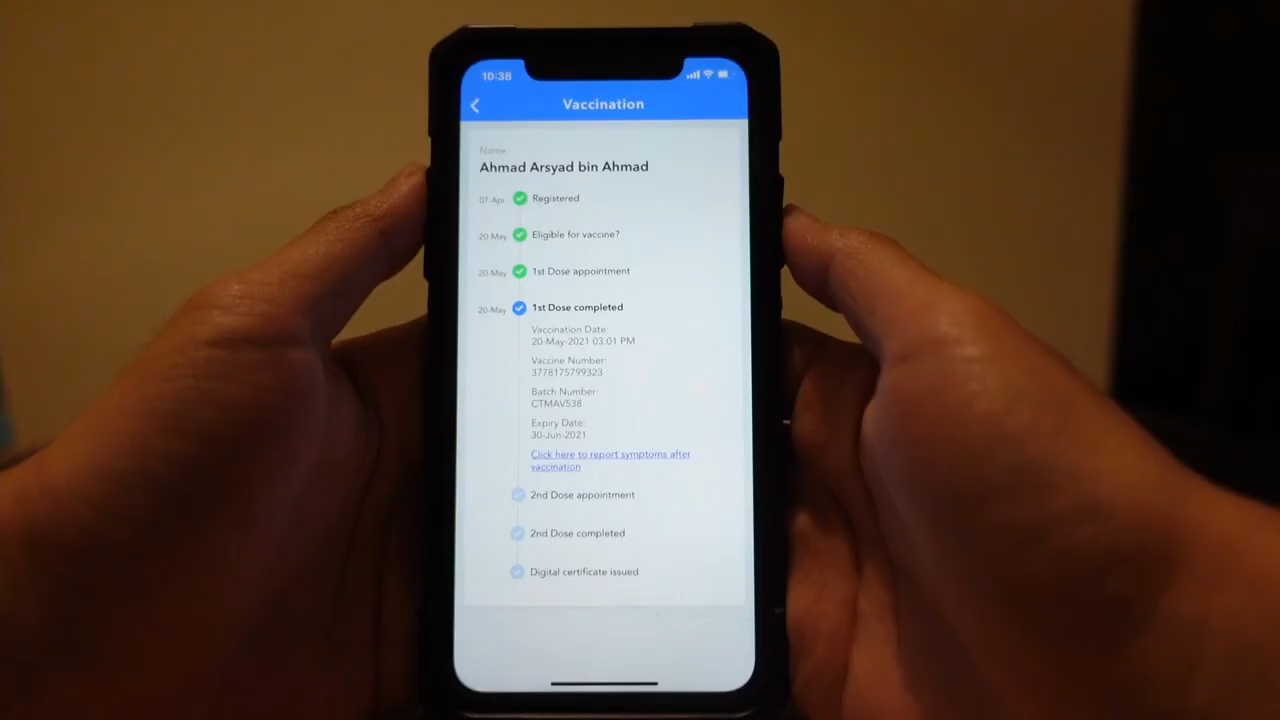 10:38
Vaccination
Name
Ahmad Arsyad bin Ahmad
07-Apr Registered
20-May Eligible for vaccine?
20-May 1st Dose appointment
20-May 1st Dose completed
Vaccination Date:
20-May-2021 03:01 PM
Vaccine Number:
3778175799323
Batch Number:
CTMAV538
Expiry Date:
30-Jun-2021
Click here to report symptoms after
vaccination
2nd Dose appointment
2nd Dose completed
Digital certificate issued